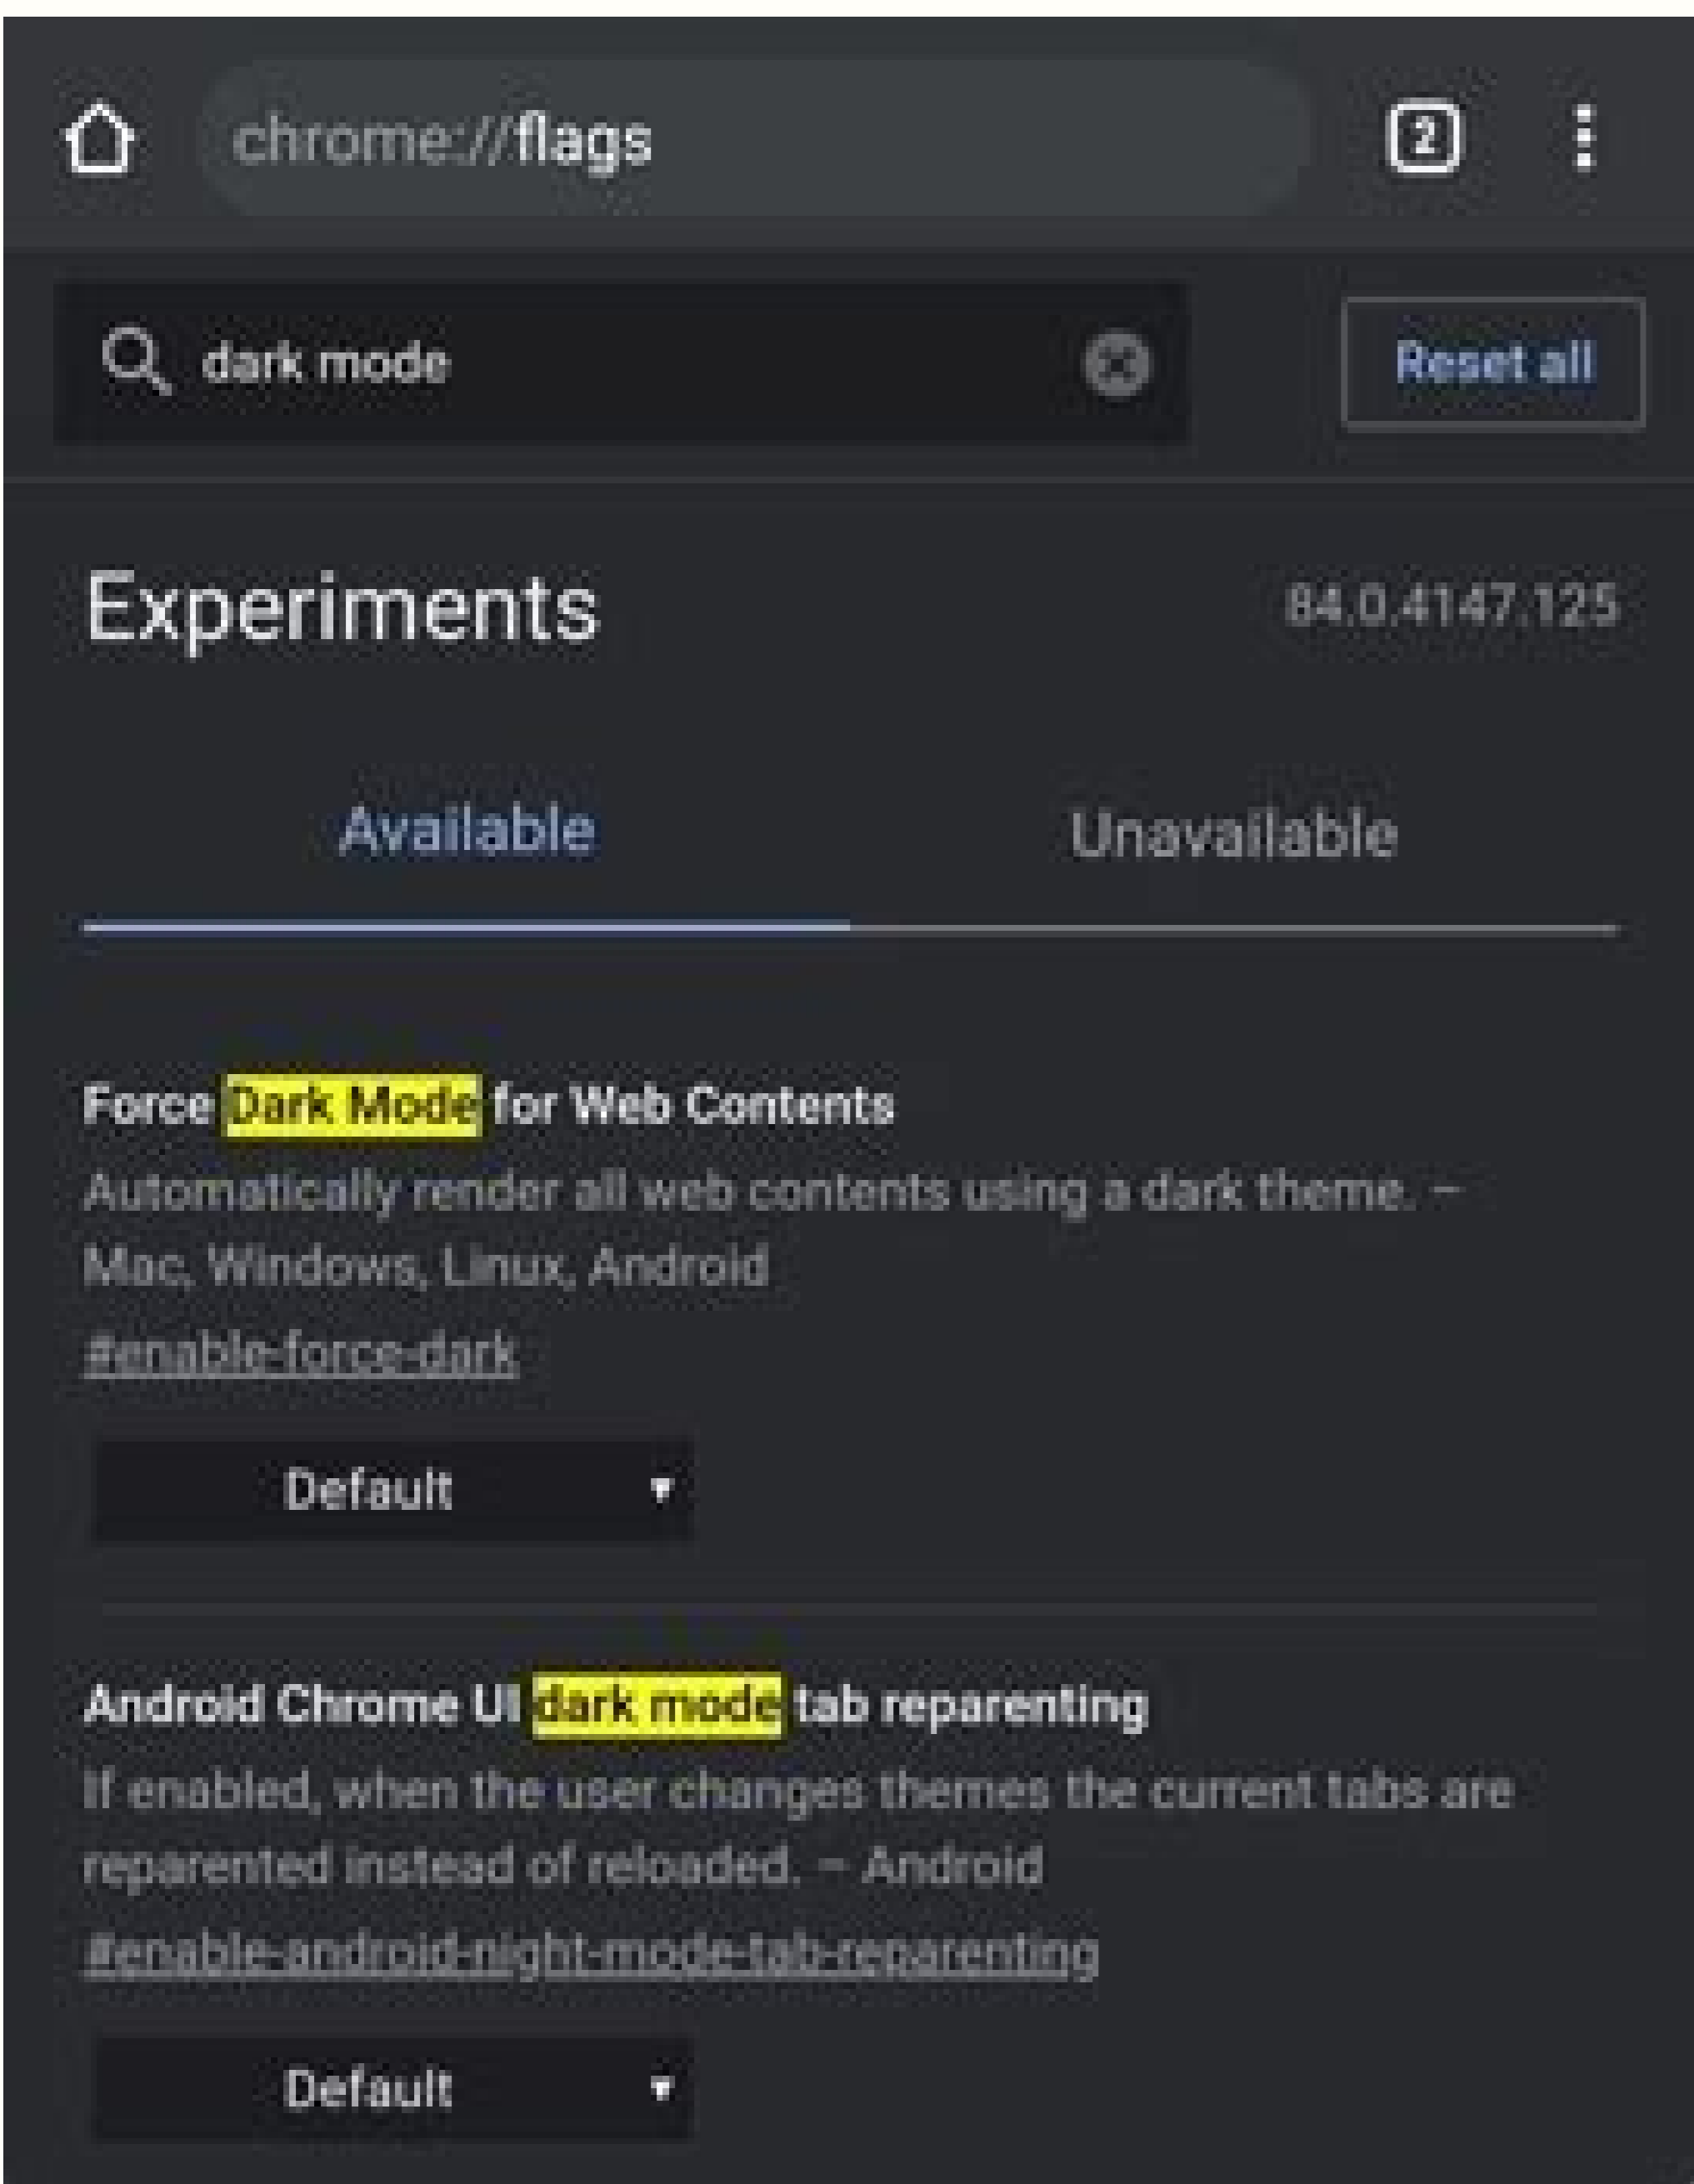 chrome://flags
2
dark mode
Reset all
Experiments
84.0.4147.125
Available
Unavailable
Force Dark Mode for Web Contents
Automatically render all web contents using a dark theme. –
Mac, Windows, Linux, Android
#enable-force-dark
Default
Android Chrome UI dark mode tab reparenting
If enabled, when the user changes themes the current tabs are
reparented instead of reloaded. – Android
#enable-android-night-mode-tab-reparenting
Default